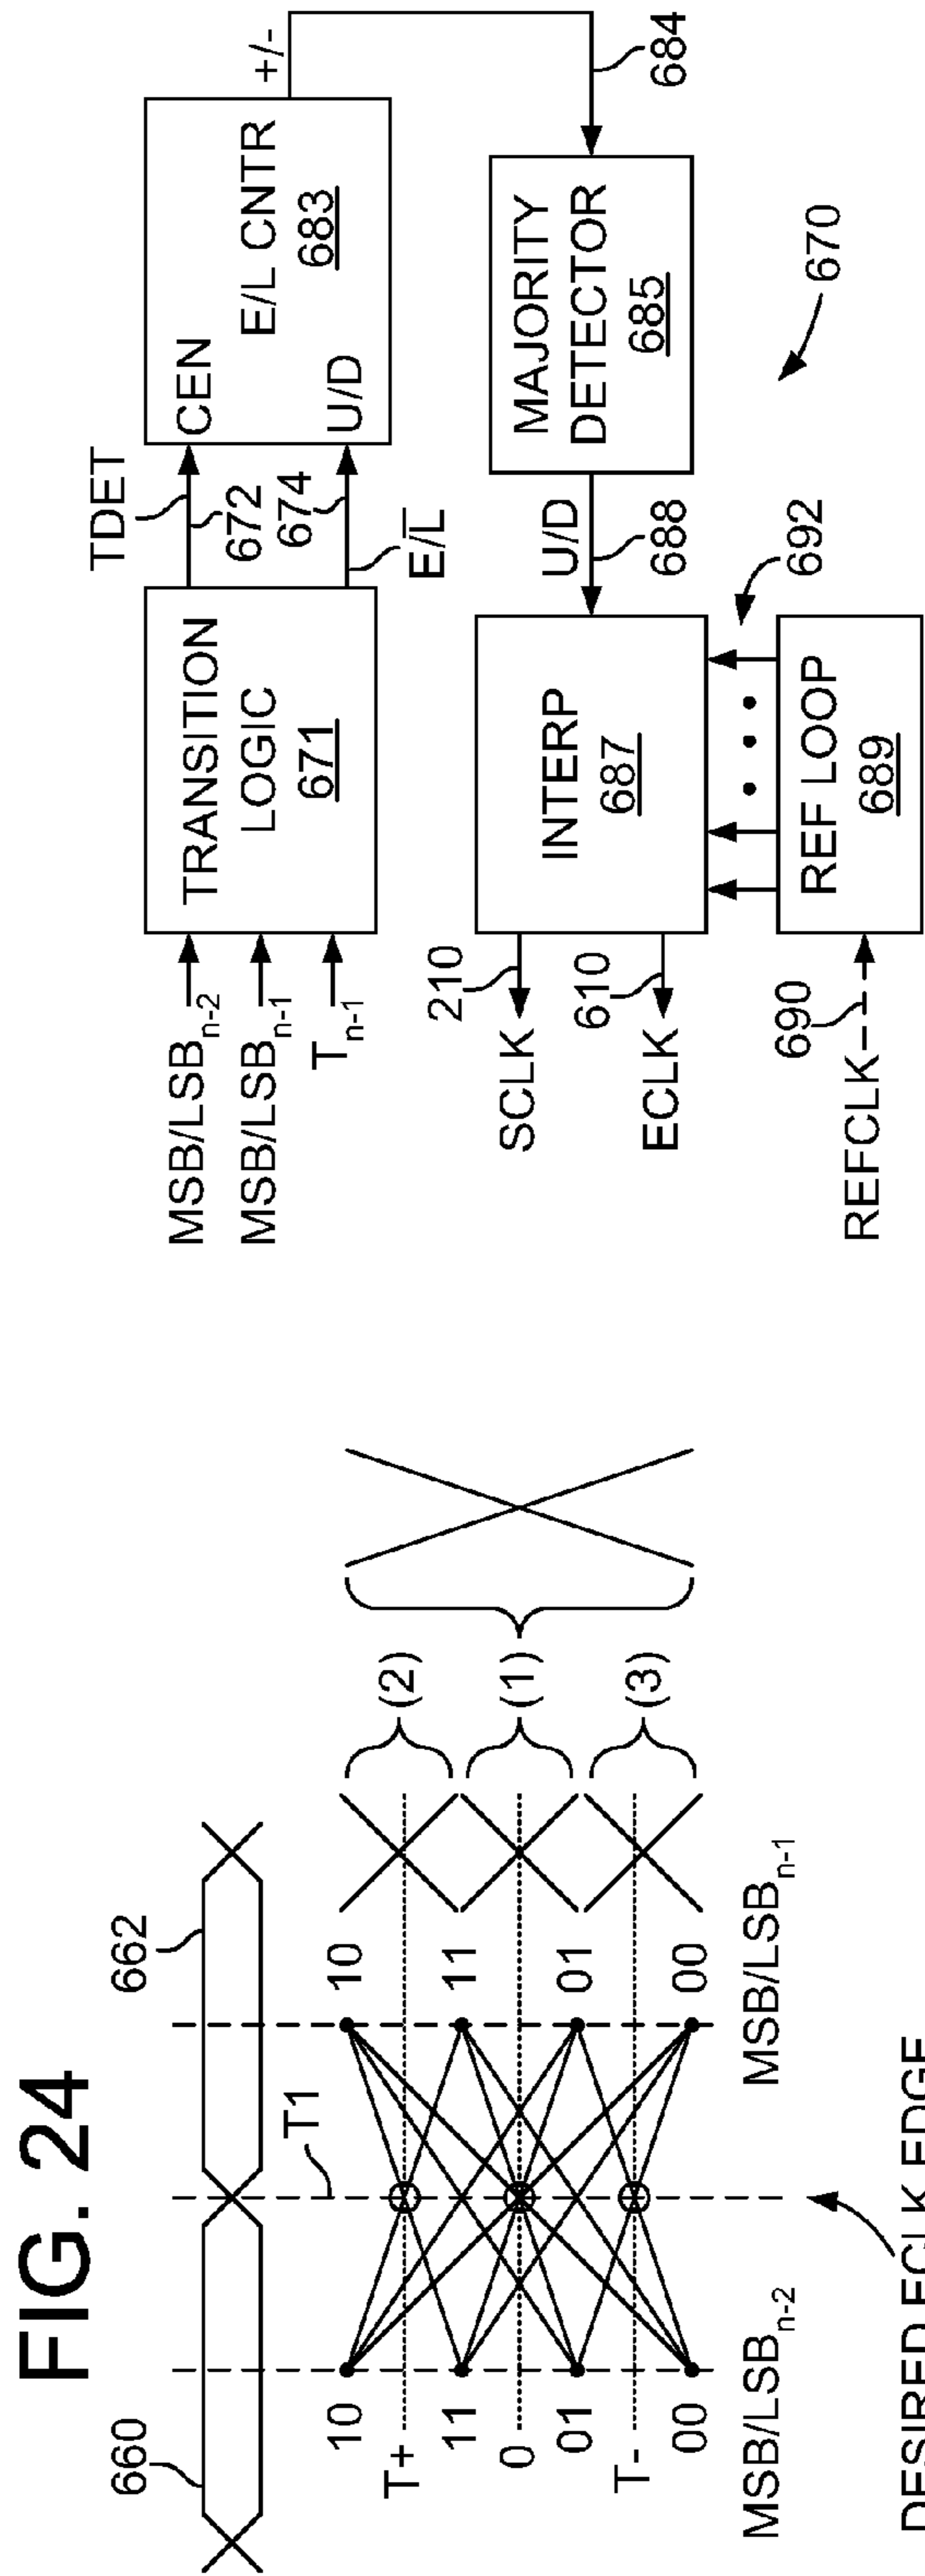 FIG. 24
660
662
T1
10
T+
11
0
01
T-
00
MSB/LSBn-2
10
11
01
00
MSB/LSBn-1
(2)
(1)
(3)
DESIRED ECLK EDGE
MSB/LSBn-2
MSB/LSBn-1
Tn-1
TRANSITION
LOGIC
671
TDET
672
674
E/L̅
CEN
E/L CNTR
683
U/D
+/-
684
MAJORITY
DETECTOR
685
U/D
688
INTERP
687
210
SCLK
610
ECLK
692
REF LOOP
689
REFCLK
690
670